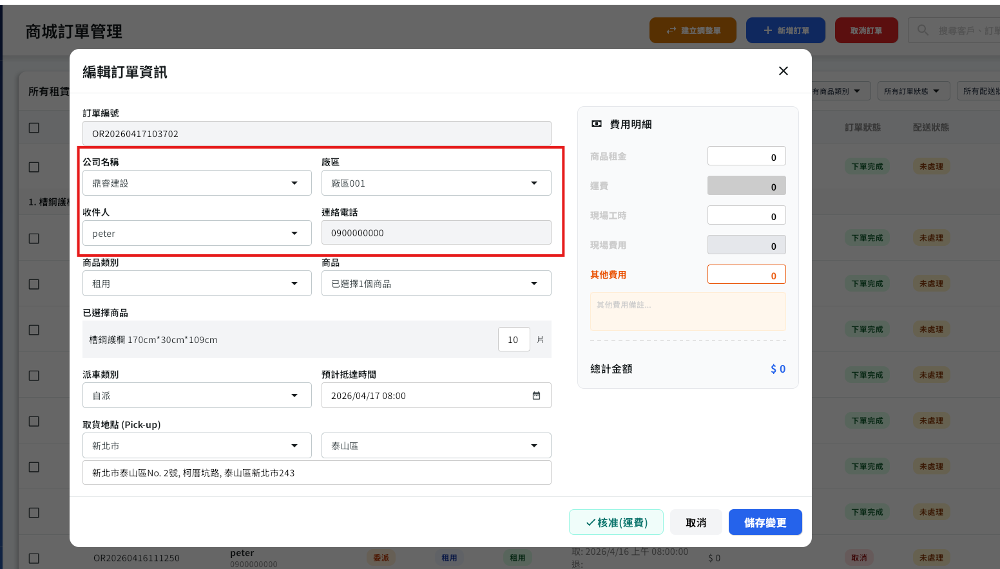 商城訂單管理
建立調整單
新增訂單
取消訂單
搜尋客戶、訂單
所有租賃
有商品類別
所有訂單狀態
所有配送狀
訂單狀態
配送狀態
編輯訂單資訊
訂單編號
OR20260417103702
公司名稱
廠區
鼎睿建設
廠區001
收件人
連絡電話
peter
0900000000
商品類別
商品
租用
已選擇1個商品
已選擇商品
槽鋼護欄 170cm*30cm*109cm
10
片
派車類別
預計抵達時間
自派
2026/04/17 08:00
取貨地點 (Pick-up)
新北市
泰山區
新北市泰山區No. 2號, 柯厝坑路, 泰山區新北市243
費用明細
商品租金
0
運費
0
現場工時
0
現場費用
0
其他費用
0
其他費用備註...
總計金額
$ 0
核准(運費)
取消
儲存變更
1. 槽鋼護
下單完成
未處理
下單完成
未處理
下單完成
未處理
下單完成
未處理
下單完成
未處理
下單完成
未處理
下單完成
未處理
下單完成
未處理
OR20260416111250
peter
0900000000
委派
租用
租用
取: 2026/4/16 上午 08:00:00
退:
$ 0
取消
未處理